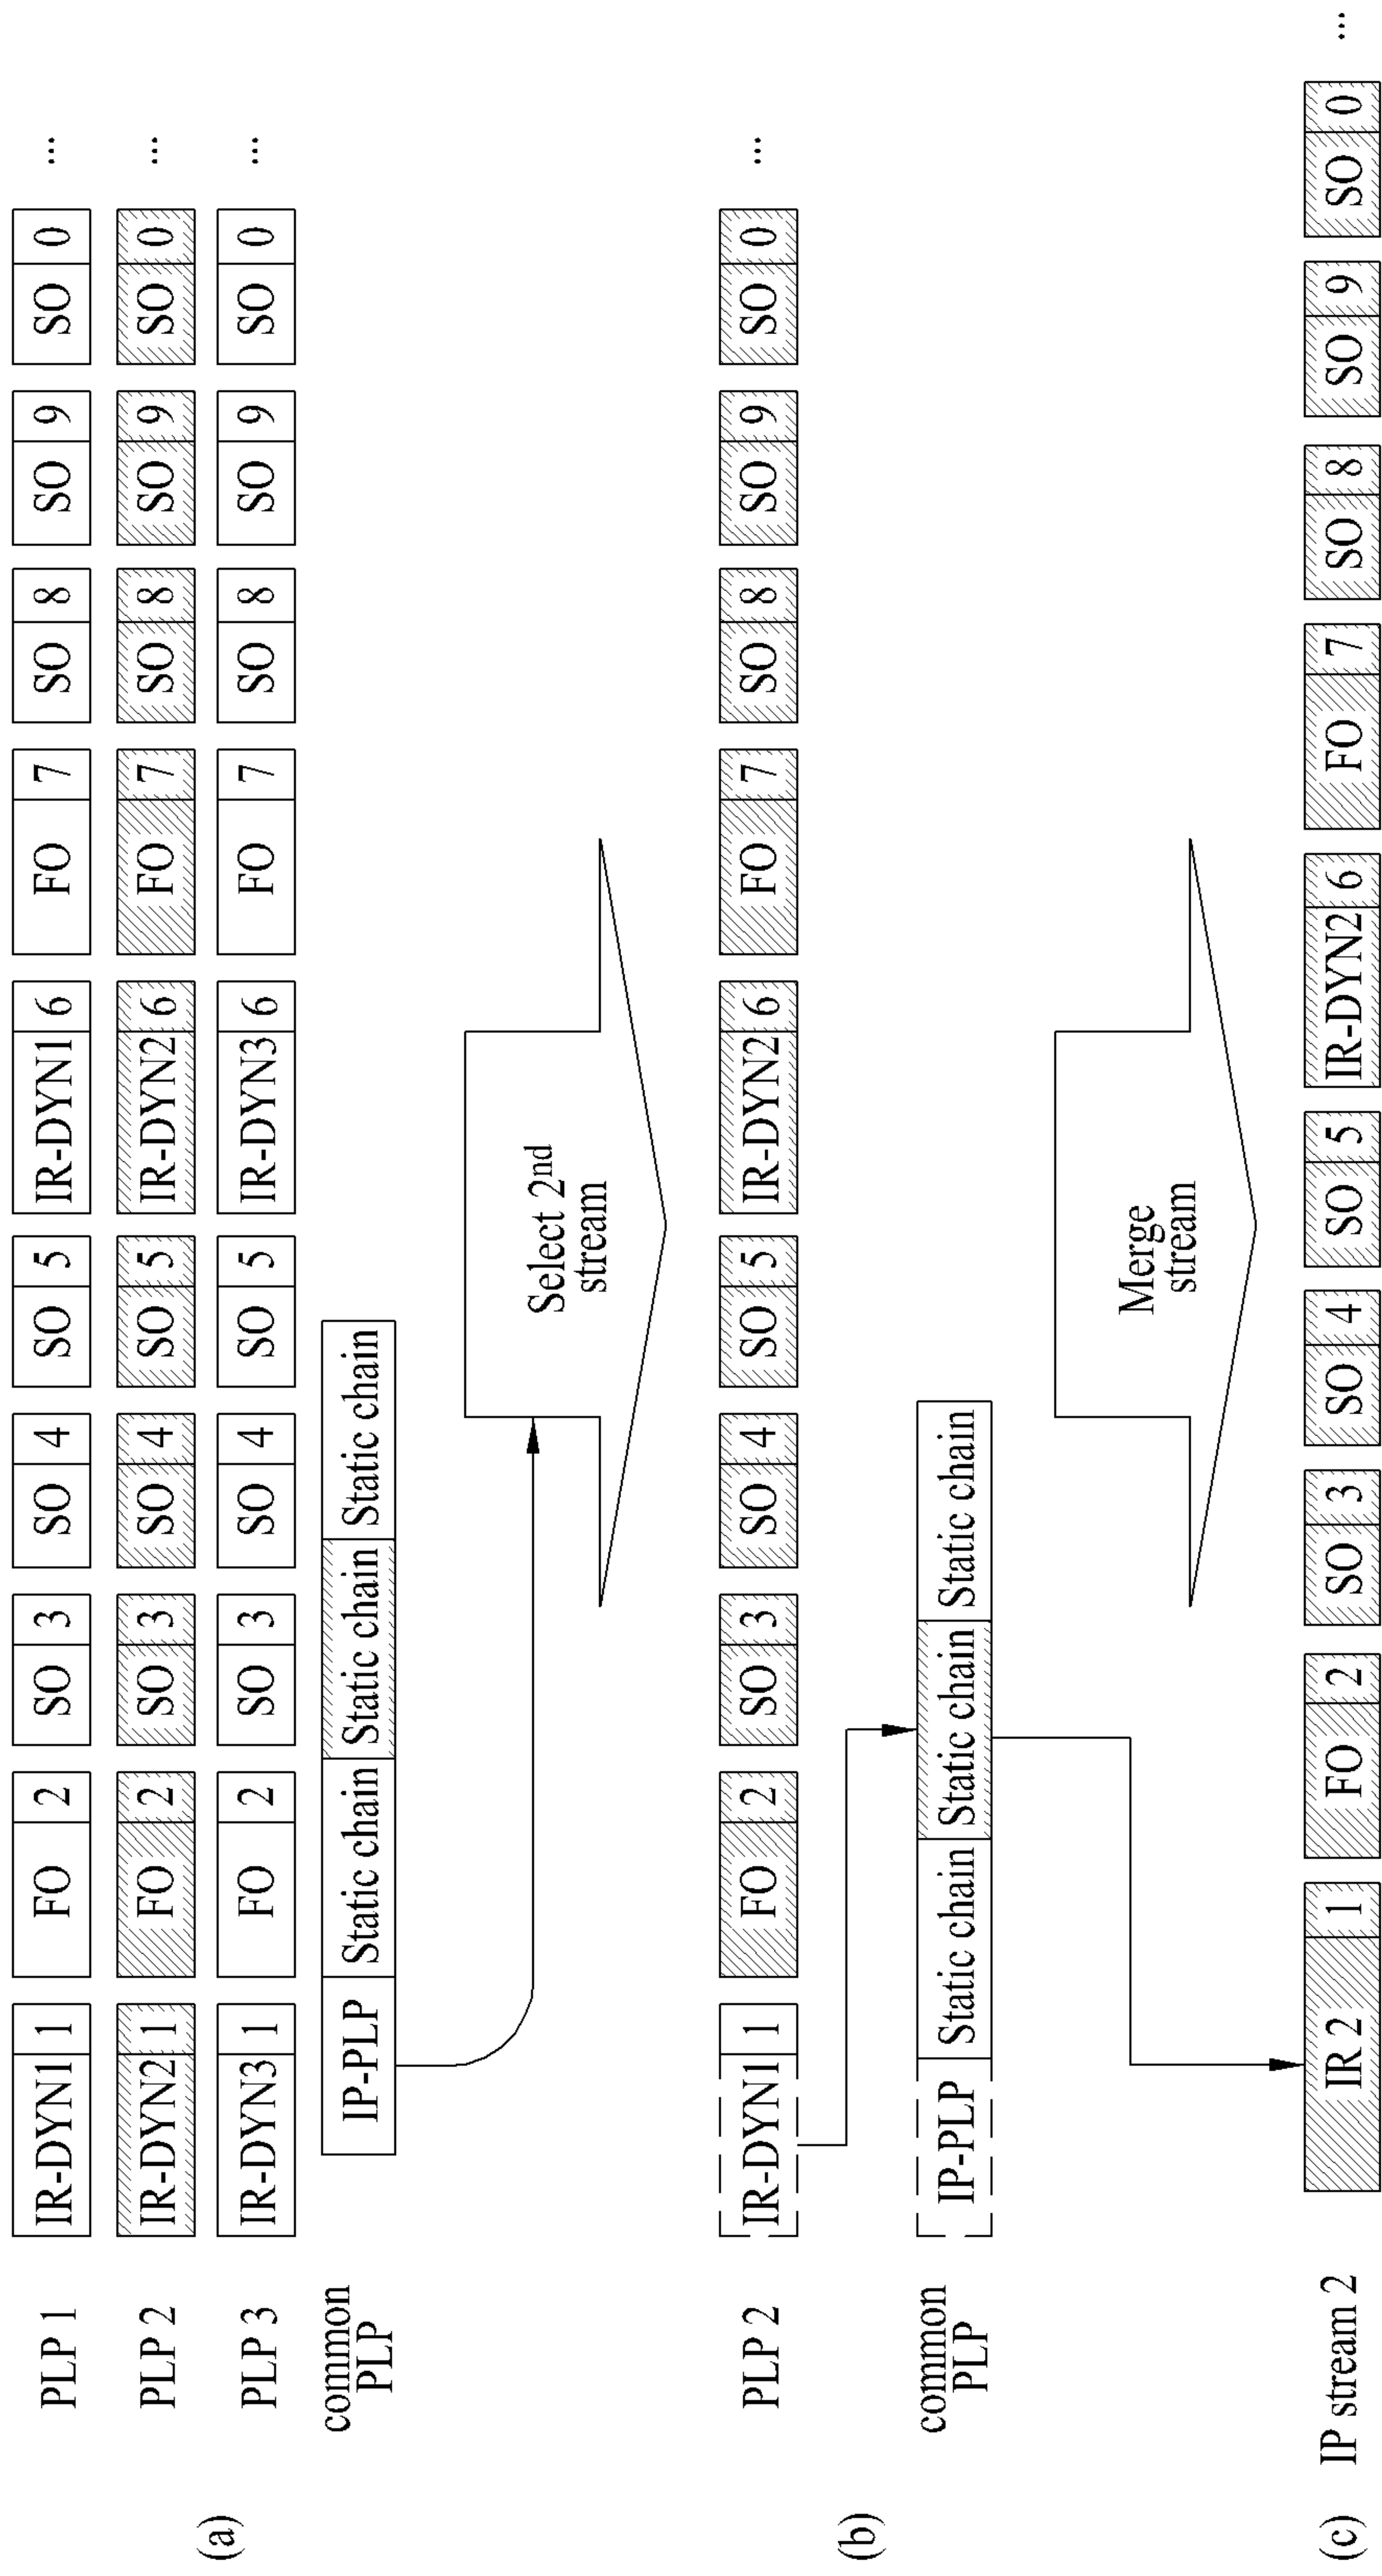 (a)
PLP 1 IR-DYN1 1 FO 2 SO 3 SO 4 SO 5 IR-DYN1 6 FO 7 SO 8 SO 9 SO 0 ...
PLP 2 IR-DYN2 1 FO 2 SO 3 SO 4 SO 5 IR-DYN2 6 FO 7 SO 8 SO 9 SO 0 ...
PLP 3 IR-DYN3 1 FO 2 SO 3 SO 4 SO 5 IR-DYN3 6 FO 7 SO 8 SO 9 SO 0 ...
common
PLP
IP-PLP Static chain Static chain Static chain
Select 2nd
stream
(b)
PLP 2 IR-DYN1 1 FO 2 SO 3 SO 4 SO 5 IR-DYN2 6 FO 7 SO 8 SO 9 SO 0 ...
common
PLP
IP-PLP Static chain Static chain Static chain
Merge
stream
(c) IP stream 2 IR 2 1 FO 2 SO 3 SO 4 SO 5 IR-DYN2 6 FO 7 SO 8 SO 9 SO 0 ...